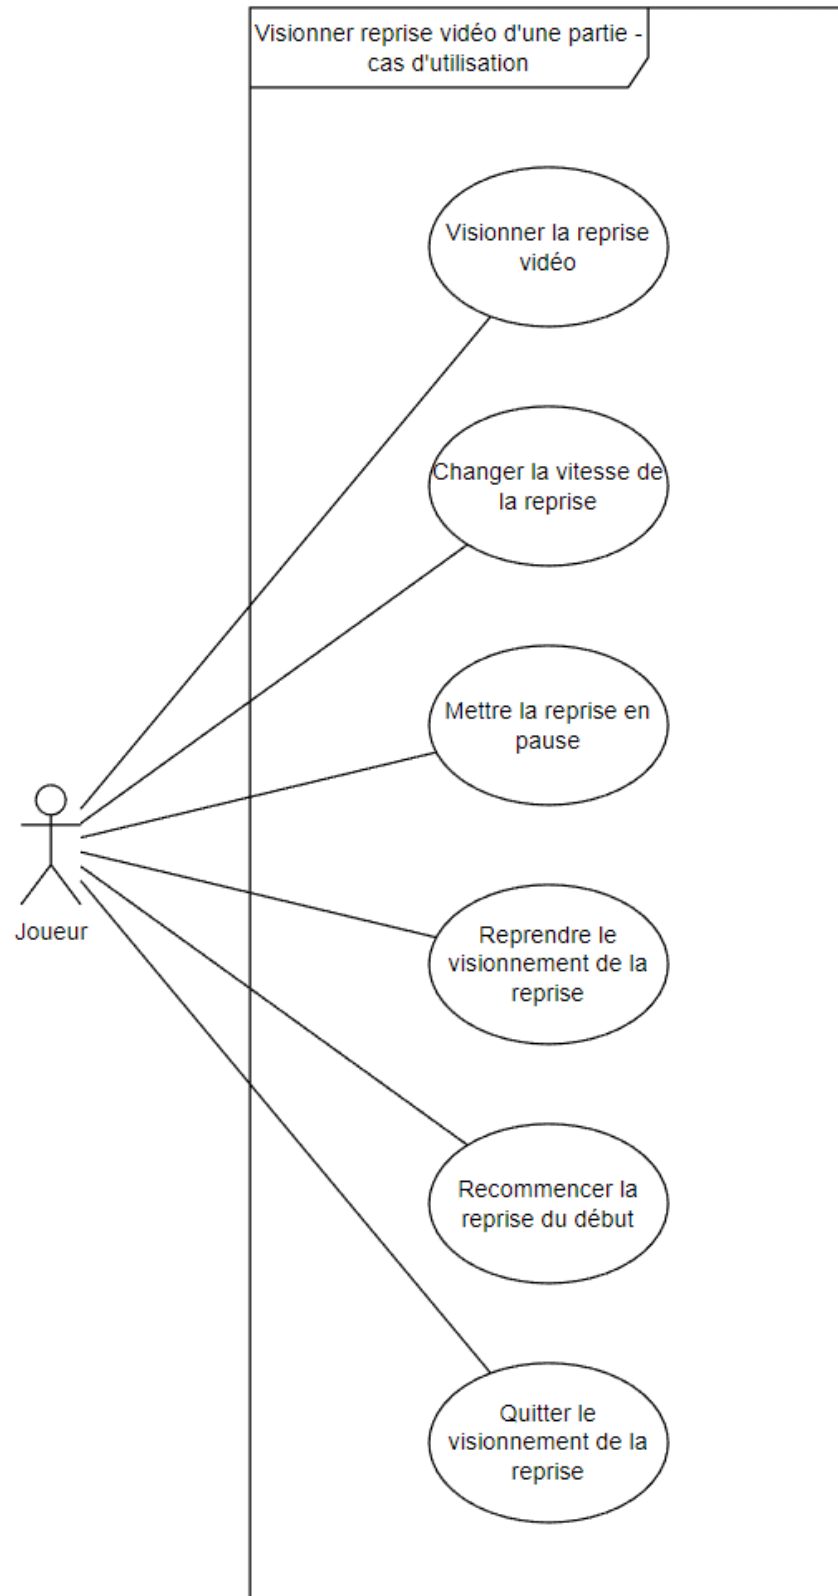 Visionner reprise vidéo d'une partie -
cas d'utilisation
Visionner la reprise
vidéo
Changer la vitesse de
la reprise
Mettre la reprise en
pause
Joueur
Reprendre le
visionnement de la
reprise
Recommencer la
reprise du début
Quitter le
visionnement de la
reprise